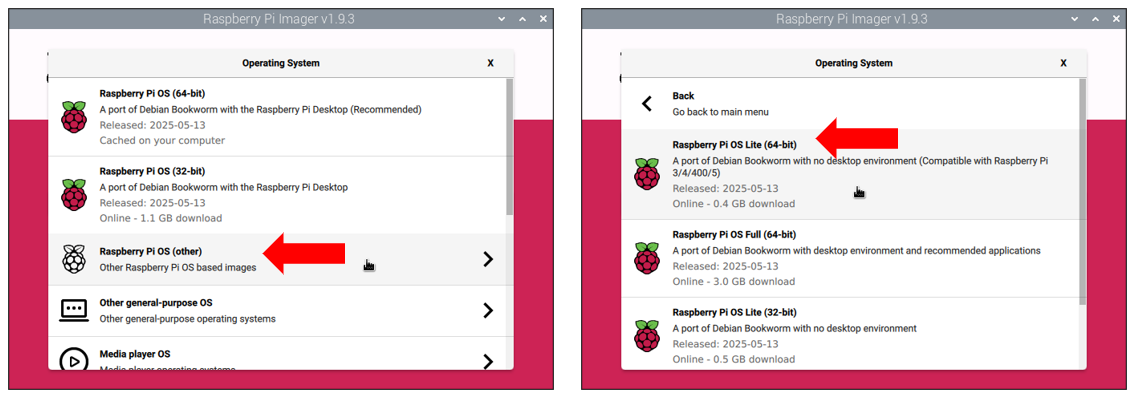 Raspberry Pi Imager v1.9.3
Operating System
X
Raspberry Pi OS (64-bit)
A port of Debian Bookworm with the Raspberry Pi Desktop (Recommended)
Released: 2025-05-13
Cached on your computer
Raspberry Pi OS (32-bit)
A port of Debian Bookworm with the Raspberry Pi Desktop
Released: 2025-05-13
Online - 1.1 GB download
Raspberry Pi OS (other)
Other Raspberry Pi OS based images
Other general-purpose OS
Other general-purpose operating systems
Media player OS
Media player operating systems
Raspberry Pi Imager v1.9.3
Operating System
X
Back
Go back to main menu
Raspberry Pi OS Lite (64-bit)
A port of Debian Bookworm with no desktop environment (Compatible with Raspberry Pi
3/4/400/5)
Released: 2025-05-13
Online - 0.4 GB download
Raspberry Pi OS Full (64-bit)
A port of Debian Bookworm with desktop environment and recommended applications
Released: 2025-05-13
Online - 3.0 GB download
Raspberry Pi OS Lite (32-bit)
A port of Debian Bookworm with no desktop environment
Released: 2025-05-13
Online - 0.5 GB download